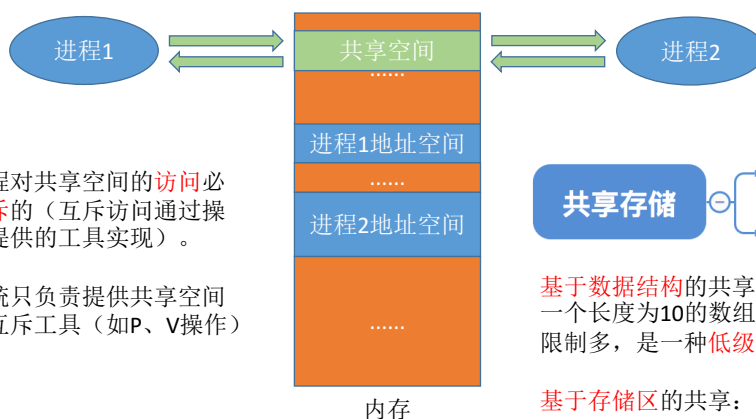 进程1
共享空间
进程2
......
进程1地址空间
......
进程2地址空间
......
内存
程对共享空间的访问必
斥的（互斥访问通过操
提供的工具实现）。
统只负责提供共享空间
互斥工具（如P、V操作）
共享存储
基于数据结构的共享
一个长度为10的数组
限制多，是一种低级
基于存储区的共享：